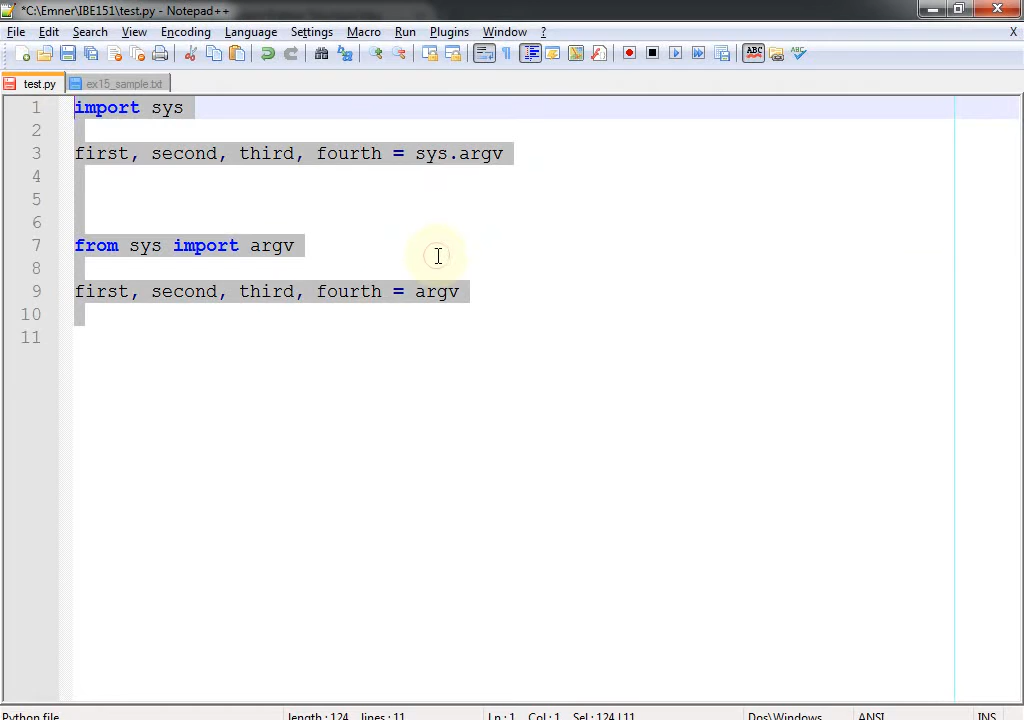 *C:\Emner\IBE151\test.py - Notepad++
File Edit Search View Encoding Language Settings Macro Run Plugins Window ? X
test.py ex15_sample.txt
1 import sys
2
3 first, second, third, fourth = sys.argv
4
5
6
7 from sys import argv
8
9 first, second, third, fourth = argv
10
11
Python file length : 124 lines : 11 Ln : 1 Col : 1 Sel : 124 | 11 Dos\Windows ANSI INS